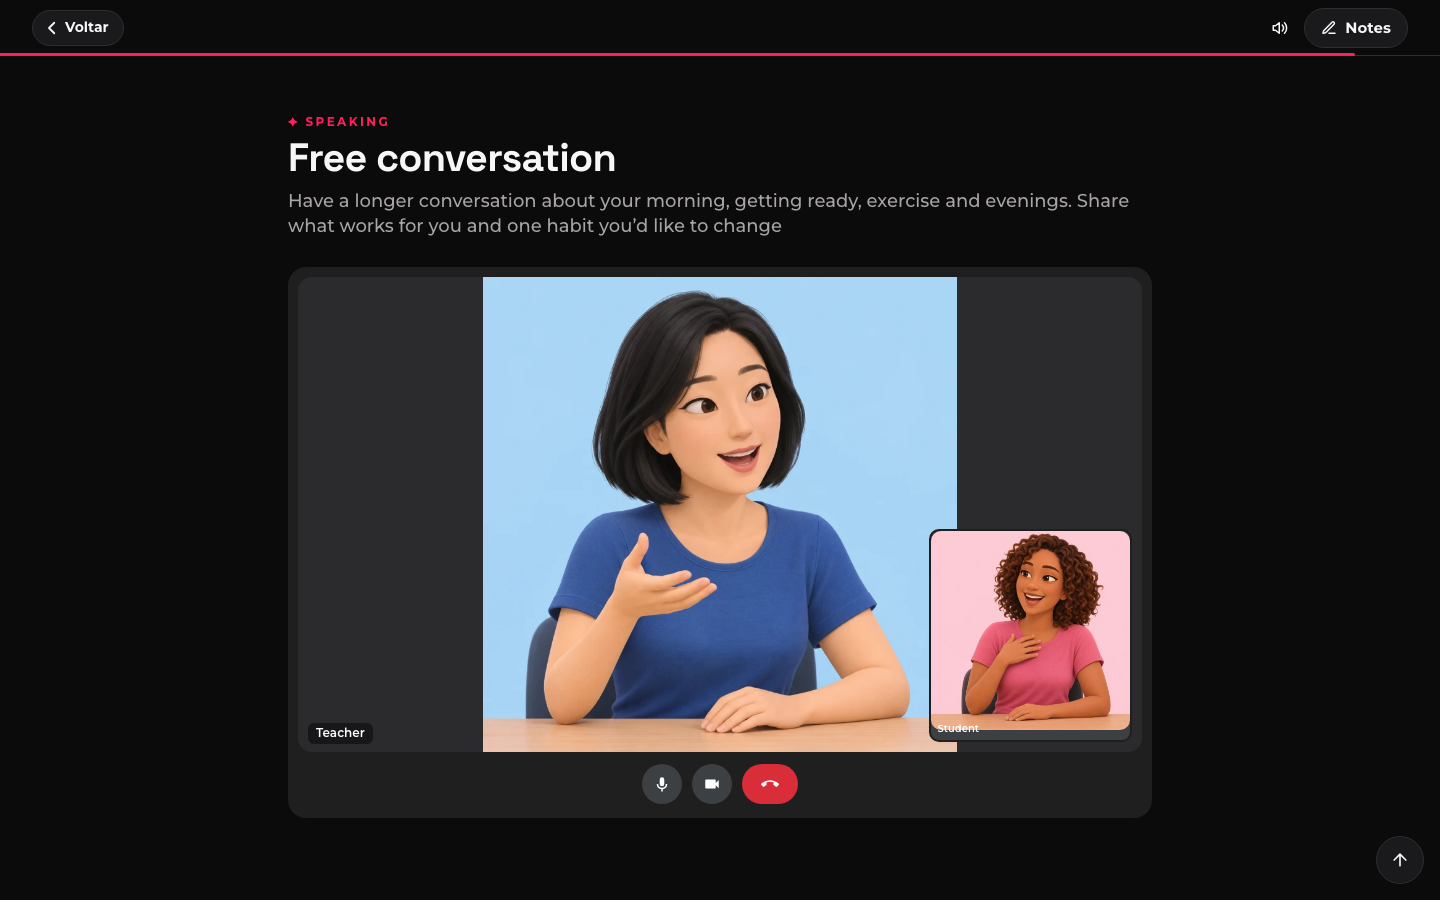 Voltar
Notes
SPEAKING
Free conversation
Have a longer conversation about your morning, getting ready, exercise and evenings. Share
what works for you and one habit you’d like to change
Teacher
Student